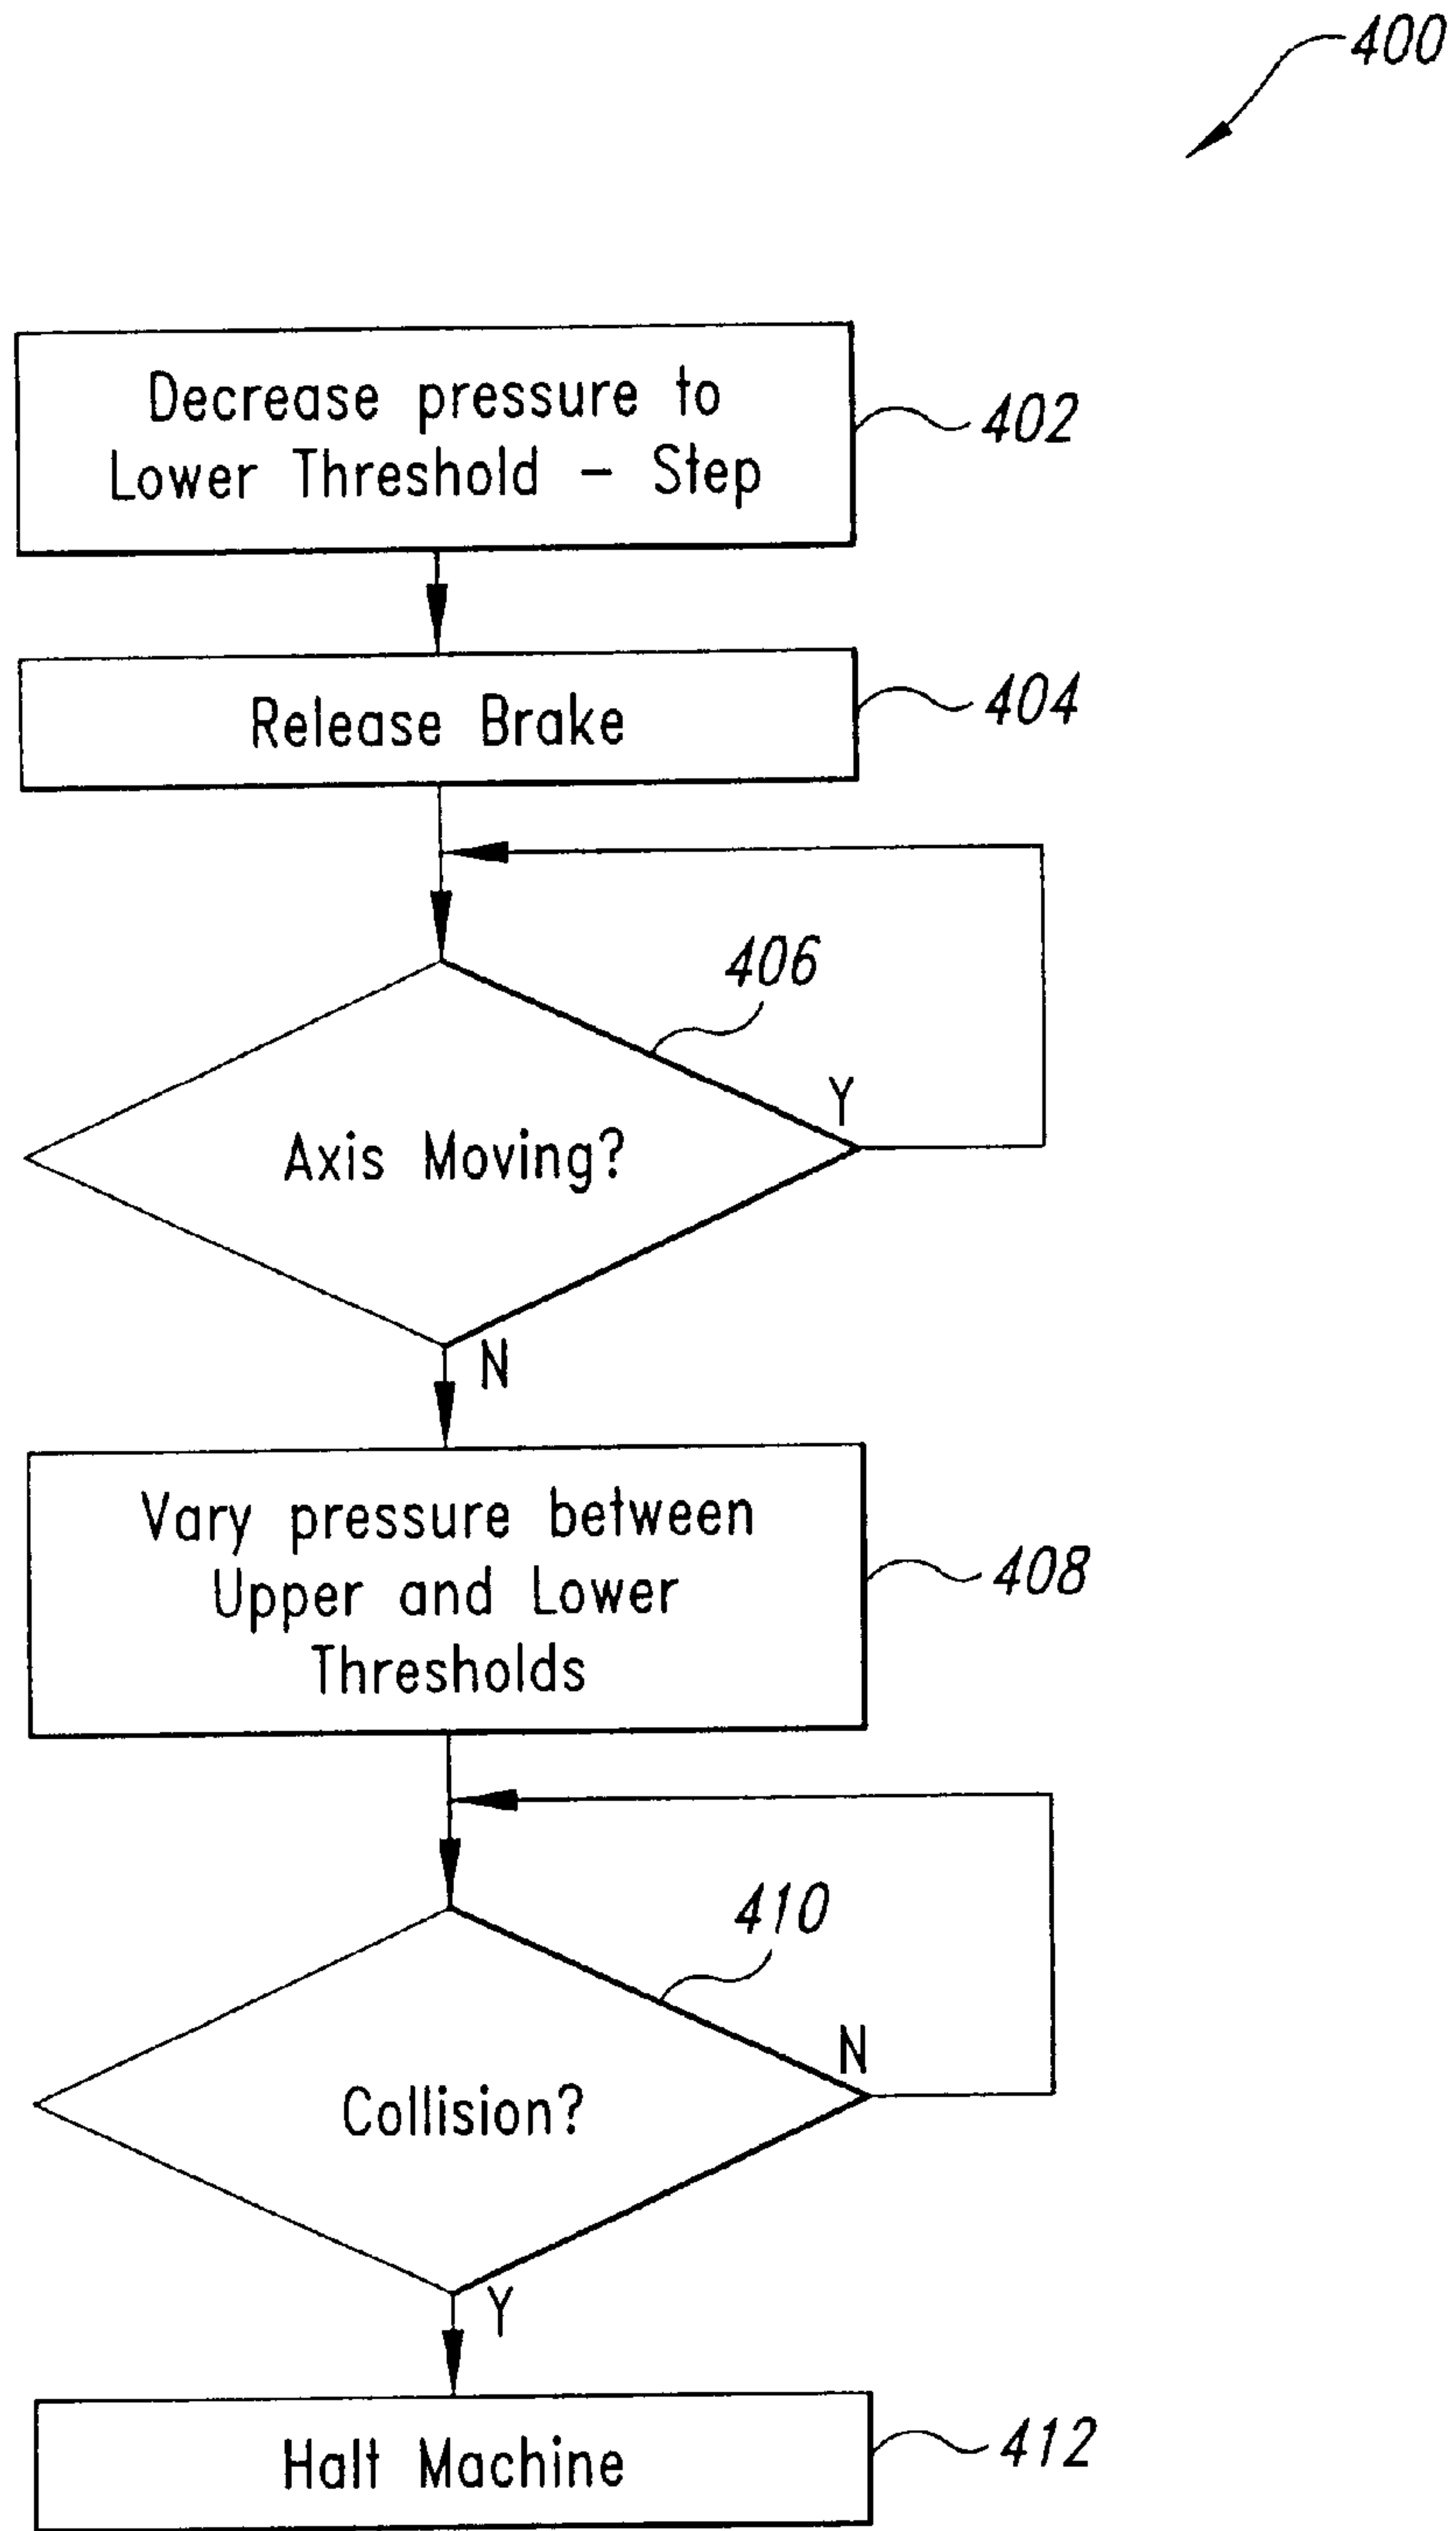 400
Decrease pressure to
Lower Threshold - Step
402
Release Brake
404
406
Y
Axis Moving?
N
Vary pressure between
Upper and Lower
Thresholds
408
410
N
Collision?
Y
Halt Machine
412